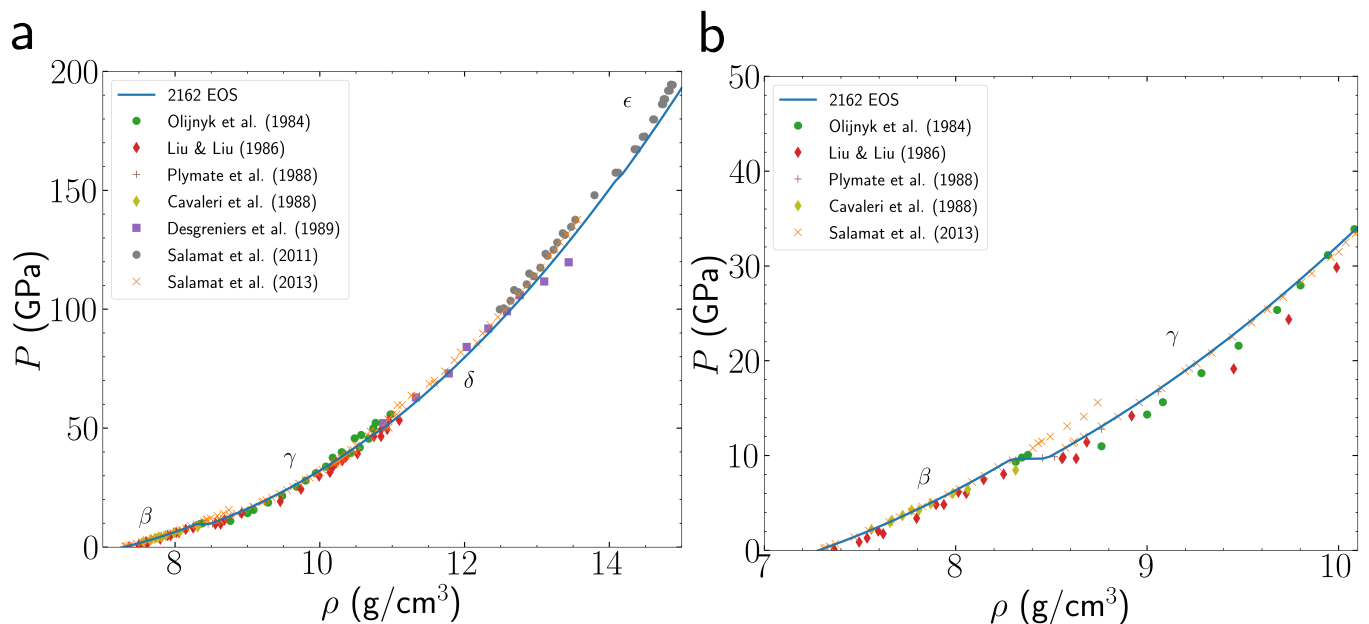 a
200
150
100
50
0
P (GPa)
2162 EOS
Olijnyk et al. (1984)
Liu & Liu (1986)
Plymate et al. (1988)
Cavaleri et al. (1988)
Desgreniers et al. (1989)
Salamat et al. (2011)
Salamat et al. (2013)
ϵ
δ
γ
β
8
10
12
14
ρ (g/cm³)
b
50
40
30
20
10
0
P (GPa)
2162 EOS
Olijnyk et al. (1984)
Liu & Liu (1986)
Plymate et al. (1988)
Cavaleri et al. (1988)
Salamat et al. (2013)
γ
β
7
8
9
10
ρ (g/cm³)